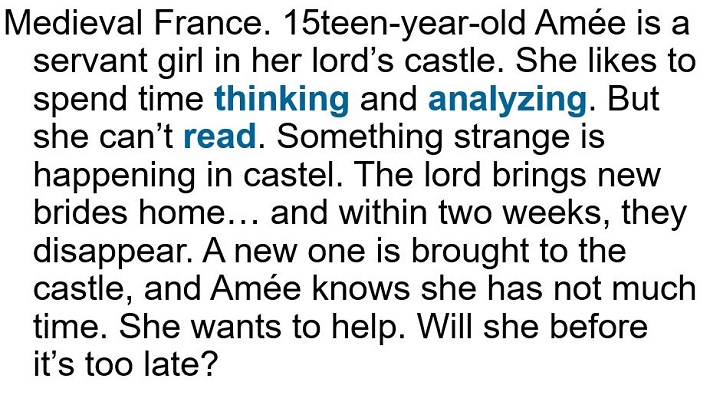 Medieval France. 15teen-year-old Amée is a
servant girl in her lord’s castle. She likes to
spend time thinking and analyzing. But
she can’t read. Something strange is
happening in castel. The lord brings new
brides home… and within two weeks, they
disappear. A new one is brought to the
castle, and Amée knows she has not much
time. She wants to help. Will she before
it’s too late?